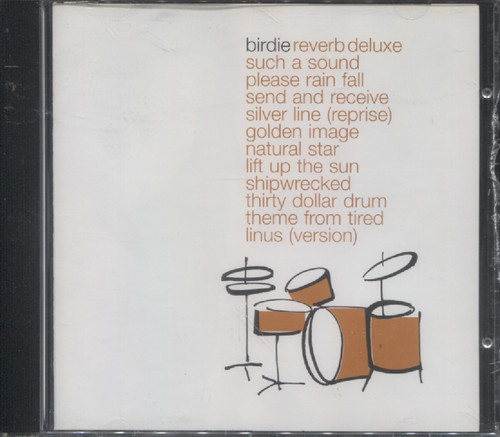 birdie reverb deluxe
such a sound
please rain fall
send and receive
silver line (reprise)
golden image
natural star
lift up the sun
shipwrecked
thirty dollar drum
theme from tired
linus (version)